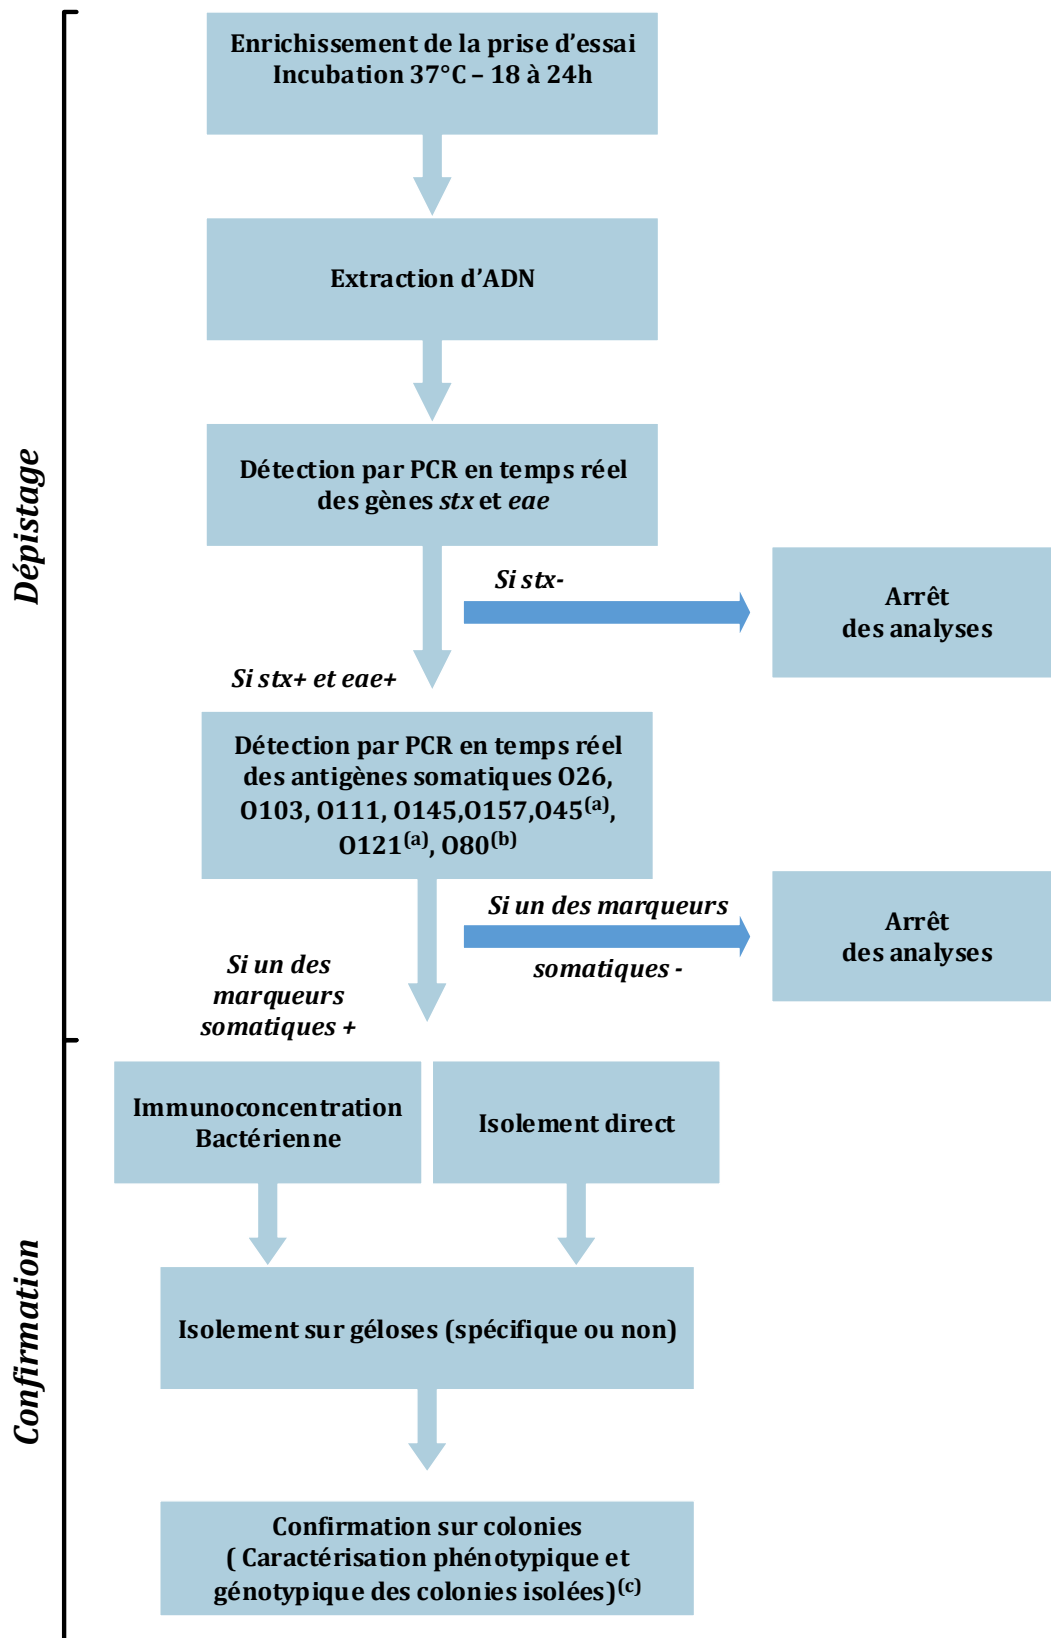 Enrichissement de la prise d’essai
Incubation 37°C – 18 à 24h
Extraction d’ADN
Dépistage
Détection par PCR en temps réel
des gènes stx et eae
Si stx-
Arrêt
des analyses
Si stx+ et eae+
Détection par PCR en temps réel
des antigènes somatiques O26,
O103, O111, O145,O157,O45(a),
O121(a), O80(b)
Si un des marqueurs
somatiques -
Arrêt
des analyses
Si un des
marqueurs
somatiques +
Confirmation
Immunoconcentration
Bactérienne
Isolement direct
Isolement sur géloses (spécifique ou non)
Confirmation sur colonies
( Caractérisation phénotypique et
génotypique des colonies isolées)(c)